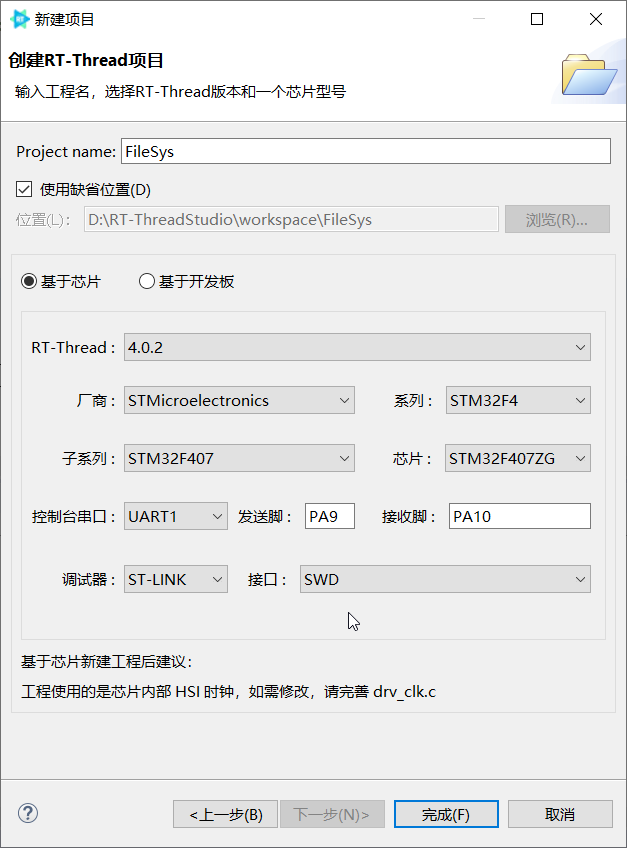 新建项目
创建RT-Thread项目
输入工程名，选择RT-Thread版本和一个芯片型号
Project name: FileSys
使用缺省位置(D)
位置(L): D:\RT-ThreadStudio\workspace\FileSys 浏览(R)...
基于芯片 基于开发板
RT-Thread : 4.0.2
厂商 : STMicroelectronics 系列 : STM32F4
子系列 : STM32F407 芯片 : STM32F407ZG
控制台串口 : UART1 发送脚 : PA9 接收脚 : PA10
调试器 : ST-LINK 接口 : SWD
基于芯片新建工程后建议:
工程使用的是芯片内部 HSI 时钟，如需修改，请完善 drv_clk.c
<上一步(B) 下一步(N)> 完成(F) 取消